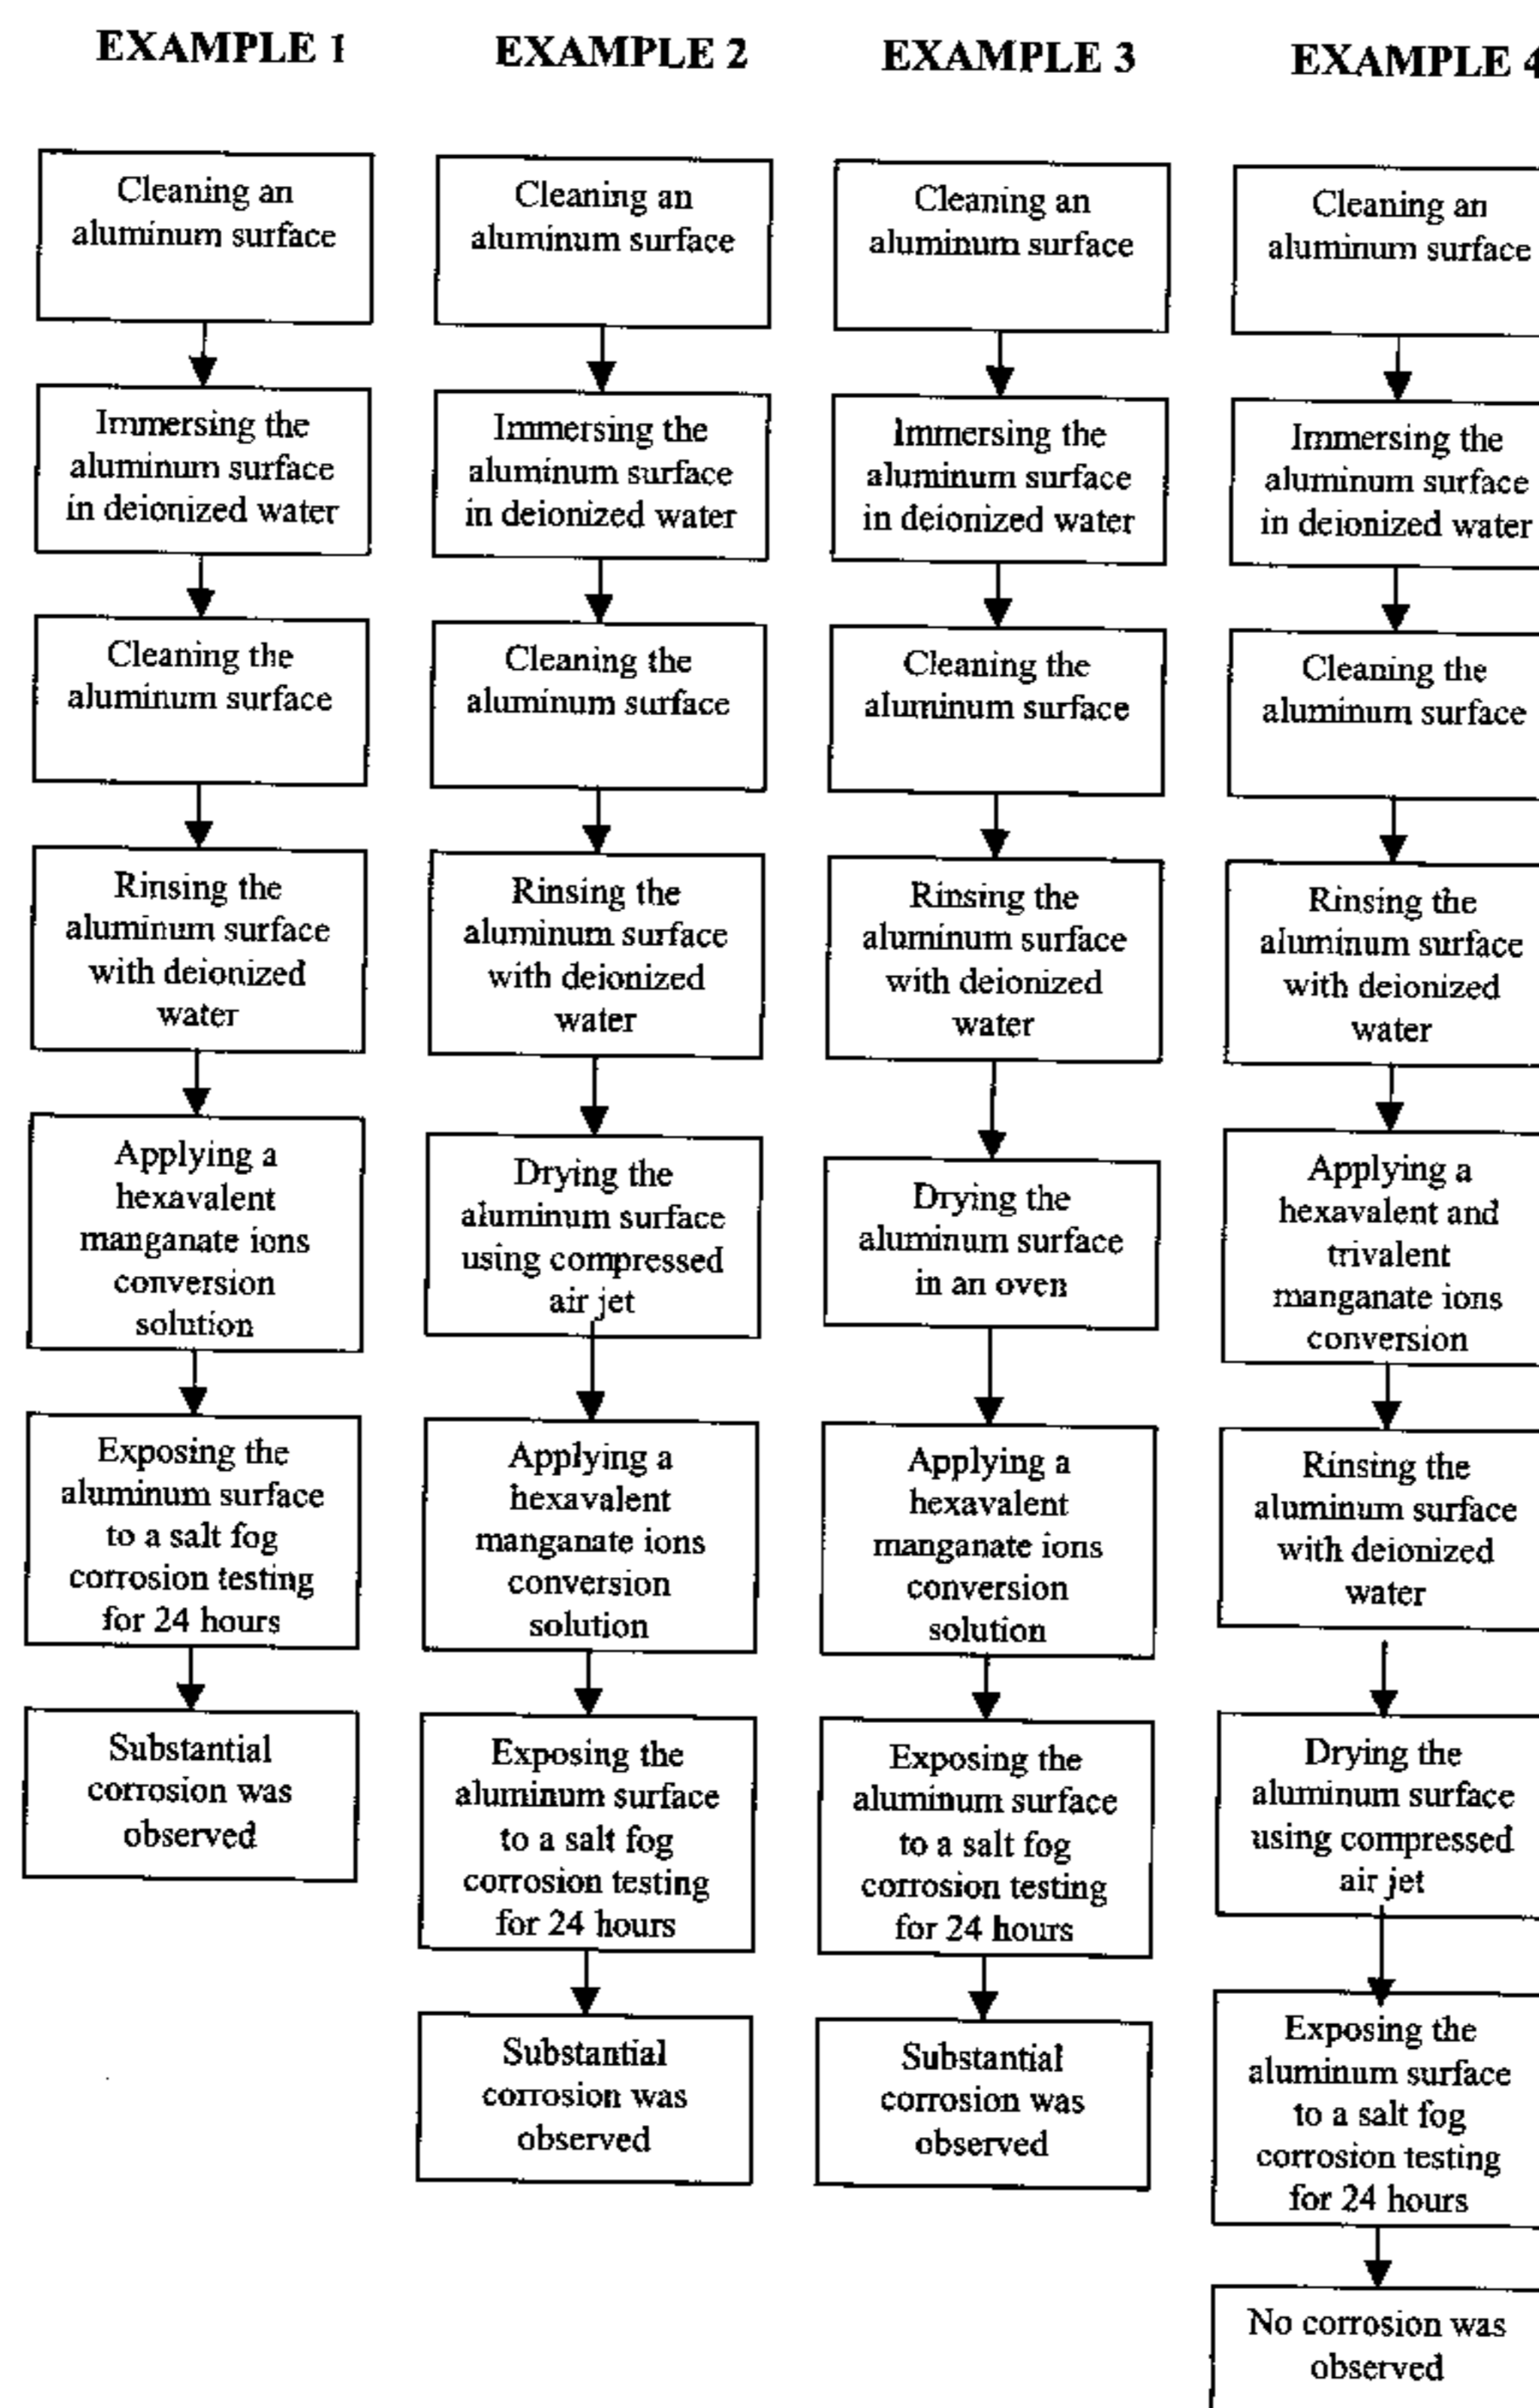 EXAMPLE 1
Cleaning an
aluminum surface
Immersing the
aluminum surface
in deionized water
Cleaning the
aluminum surface
Rinsing the
aluminum surface
with deionized
water
Applying a
hexavalent
manganate ions
conversion
solution
Exposing the
aluminum surface
to a salt fog
corrosion testing
for 24 hours
Substantial
corrosion was
observed
EXAMPLE 2
Cleaning an
aluminum surface
Immersing the
aluminum surface
in deionized water
Cleaning the
aluminum surface
Rinsing the
aluminum surface
with deionized
water
Drying the
aluminum surface
using compressed
air jet
Applying a
hexavalent
manganate ions
conversion
solution
Exposing the
aluminum surface
to a salt fog
corrosion testing
for 24 hours
Substantial
corrosion was
observed
EXAMPLE 3
Cleaning an
aluminum surface
Immersing the
aluminum surface
in deionized water
Cleaning the
aluminum surface
Rinsing the
aluminum surface
with deionized
water
Drying the
aluminum surface
in an oven
Applying a
hexavalent
manganate ions
conversion
solution
Exposing the
aluminum surface
to a salt fog
corrosion testing
for 24 hours
Substantial
corrosion was
observed
EXAMPLE 4
Cleaning an
aluminum surface
Immersing the
aluminum surface
in deionized water
Cleaning the
aluminum surface
Rinsing the
aluminum surface
with deionized
water
Applying a
hexavalent and
trivalent
manganate ions
conversion
Rinsing the
aluminum surface
with deionized
water
Drying the
aluminum surface
using compressed
air jet
Exposing the
aluminum surface
to a salt fog
corrosion testing
for 24 hours
No corrosion was
observed